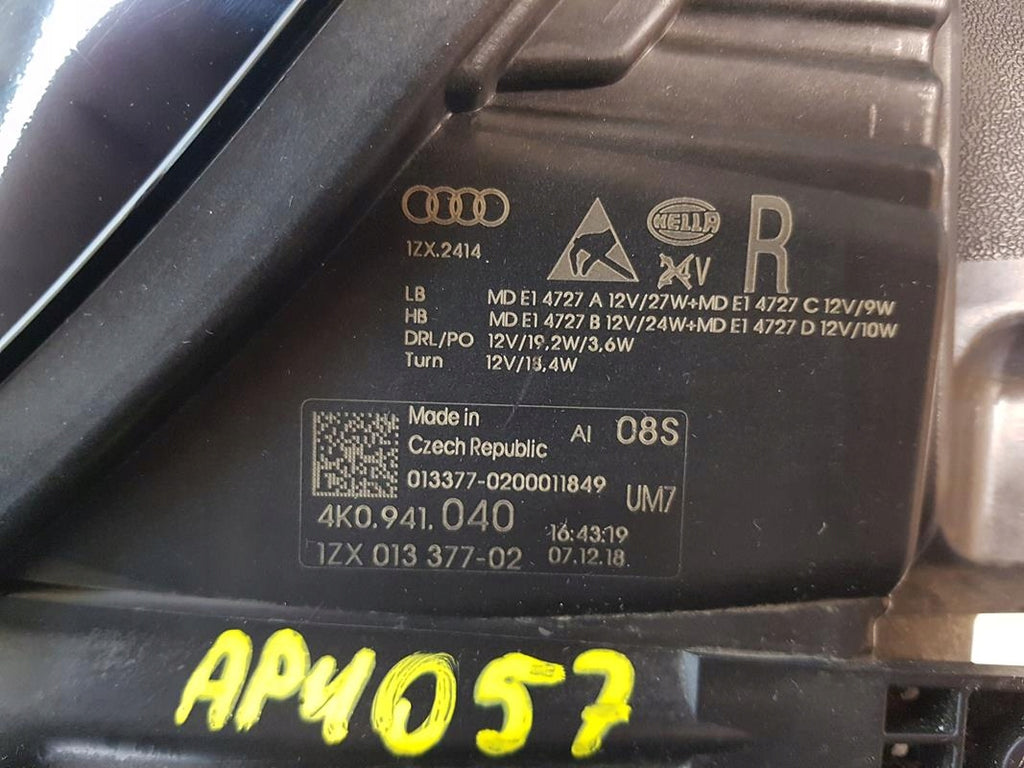 HELLA
R
1ZX.2414
24V
LB MD E1 4727 A 12V/27W+MD E1 4727 C 12V/9W
HB MD E1 4727 B 12V/24W+MD E1 4727 D 12V/10W
DRL/PO 12V/19,2W/3,6W
Turn 12V/18,4W
Made in AI 08S
Czech Republic
013377-0200011849 UM7
4K0.941.040 16:43:19
1ZX 013 377-02 07.12.18
AP4057